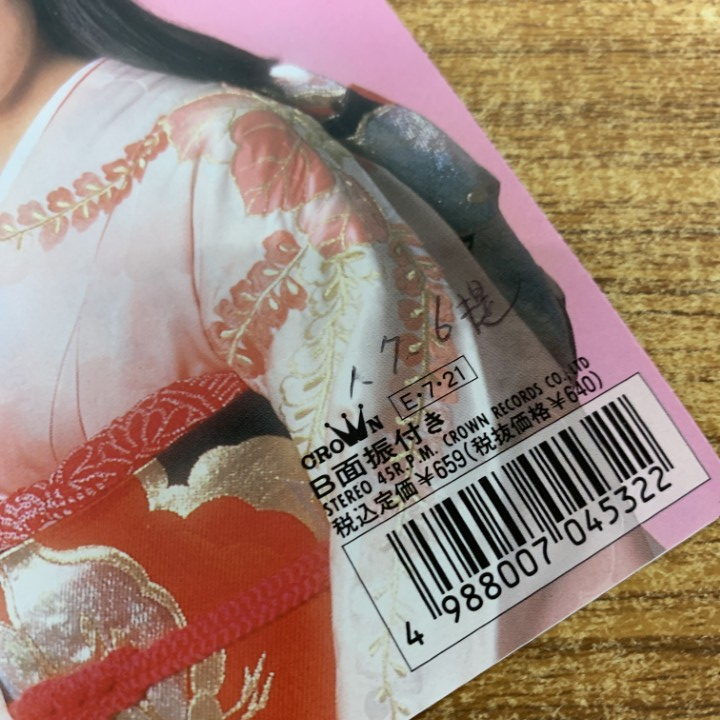 ト7-6提
CROWN
E・7・21
B面振付き
STEREO 45R.P.M. CROWN RECORDS CO.,LTD
税込定価¥659(税抜価格¥640)
4 988007 045322